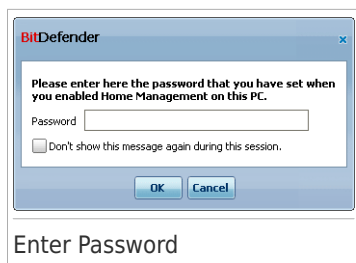 BitDefender
Please enter here the password that you have set when
you enabled Home Management on this PC.
Password
Don't show this message again during this session.
OK Cancel
Enter Password